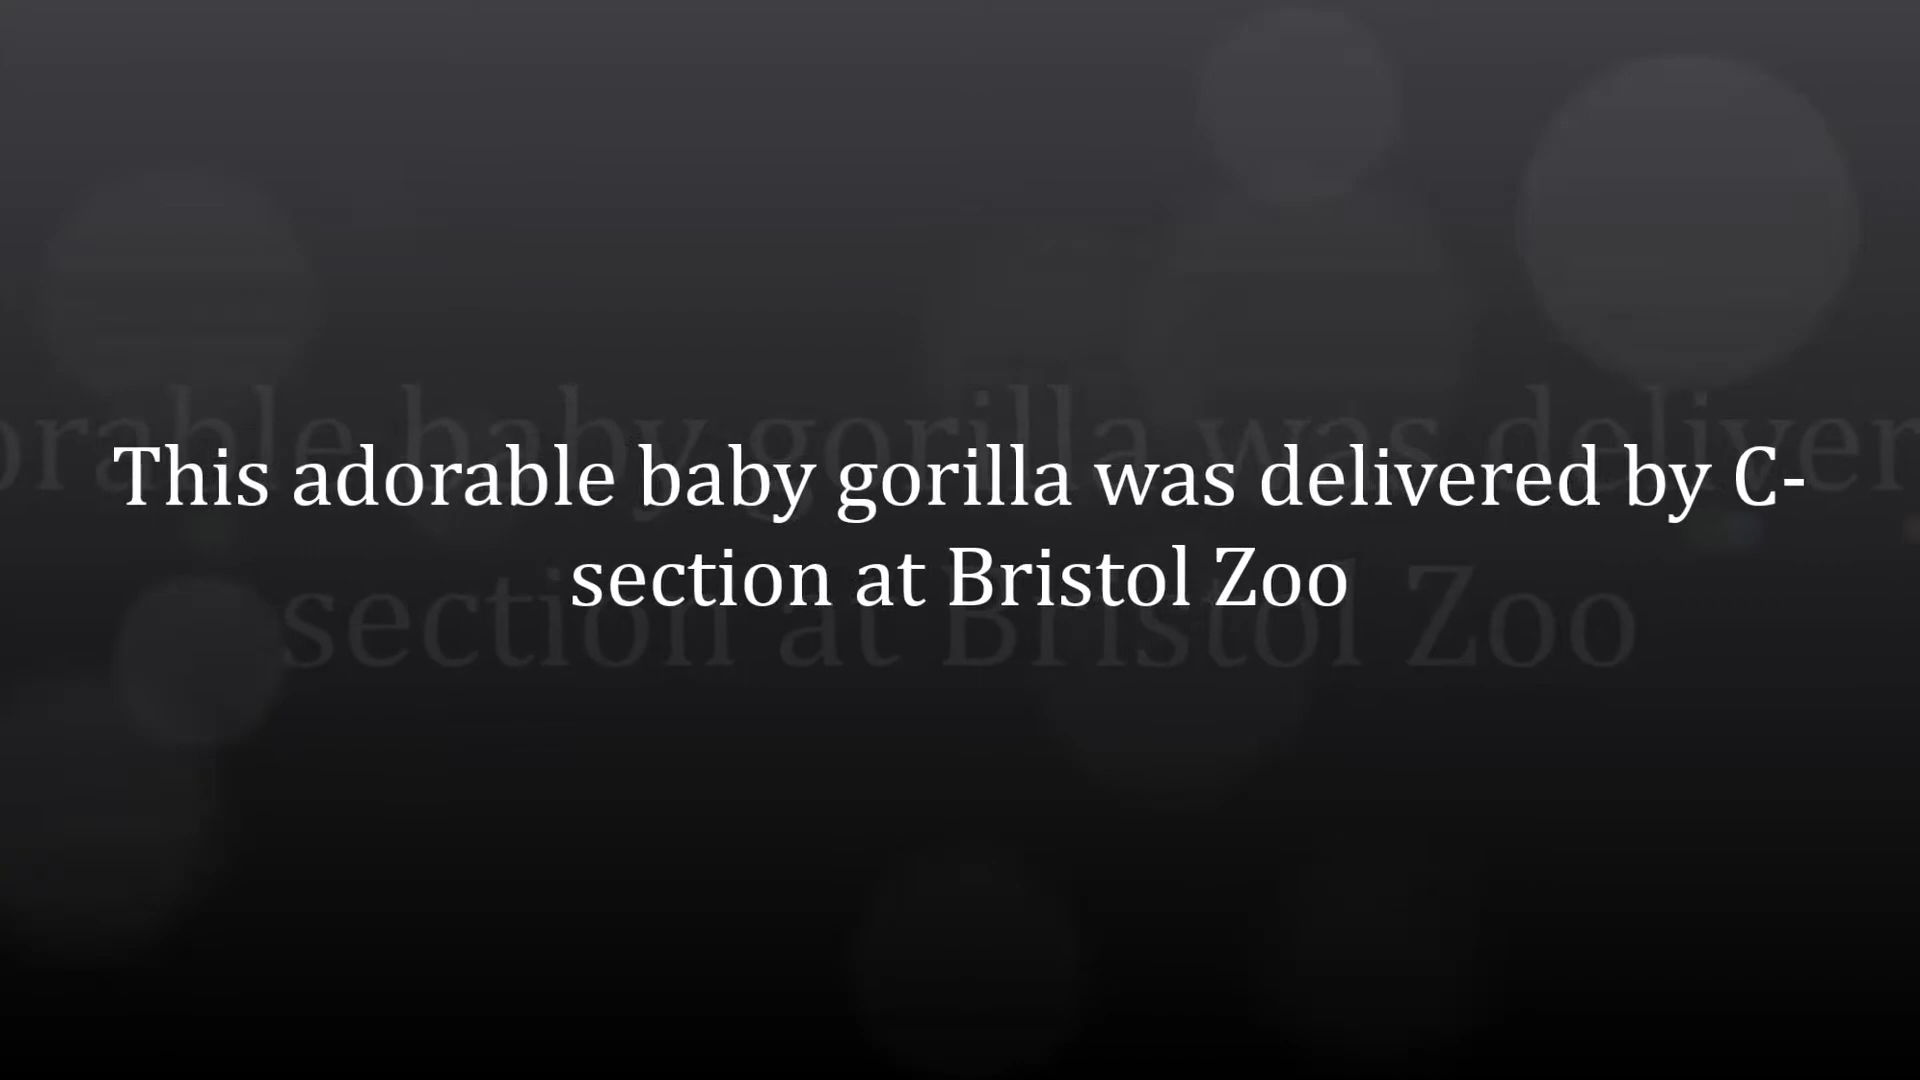 This adorable baby gorilla was delivered by C-
section at Bristol Zoo